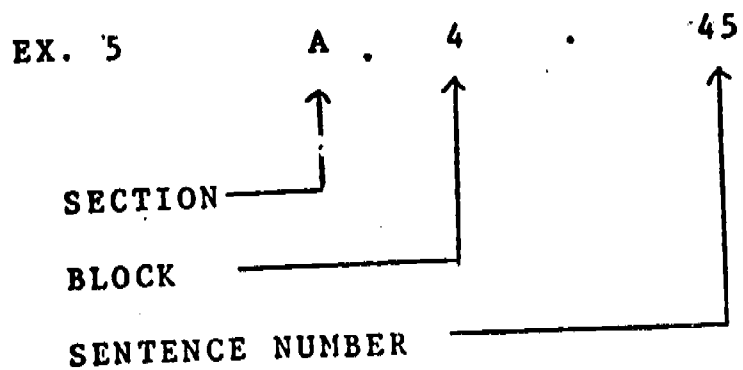 EX. 5 A . 4 . 45
SECTION
BLOCK
SENTENCE NUMBER